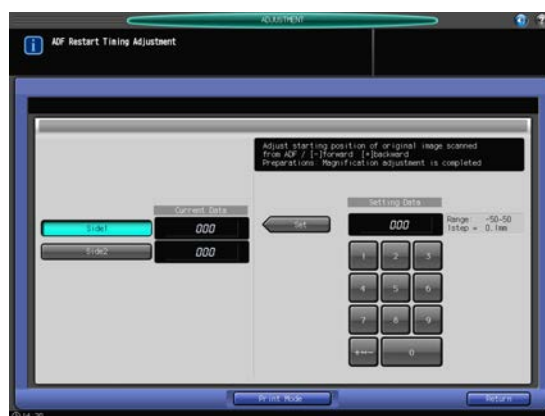 ADJUSTMENT
ADF Restart Timing Adjustment
Adjust starting position of original image scanned
from ADF / [-]forward [+]backward
Preparations: Magnification adjustment is completed
Current Data
Setting Data
Side1
000
Set
000
Range: -50-50
1step = 0.1mm
Side2
000
1
2
3
4
5
6
7
8
9
0
Print Mode
Return